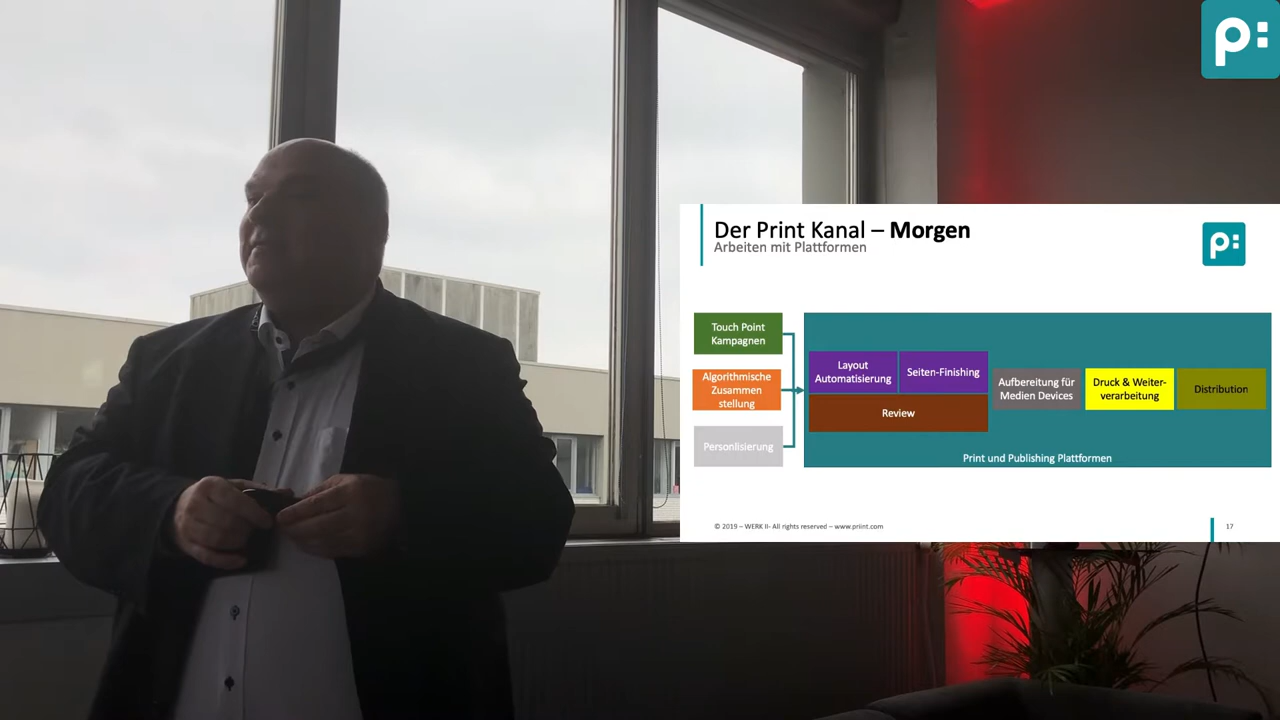 p:
Der Print Kanal – Morgen
Arbeiten mit Plattformen
p:
Touch Point
Kampagnen
Algorithmische
Zusammen
stellung
Personlisierung
Layout
Automatisierung
Seiten-Finishing
Review
Aufbereitung für
Medien Devices
Druck & Weiter-
verarbeitung
Distribution
Print und Publishing Plattformen
© 2019 – WERK II- All rights reserved – www.priint.com
17